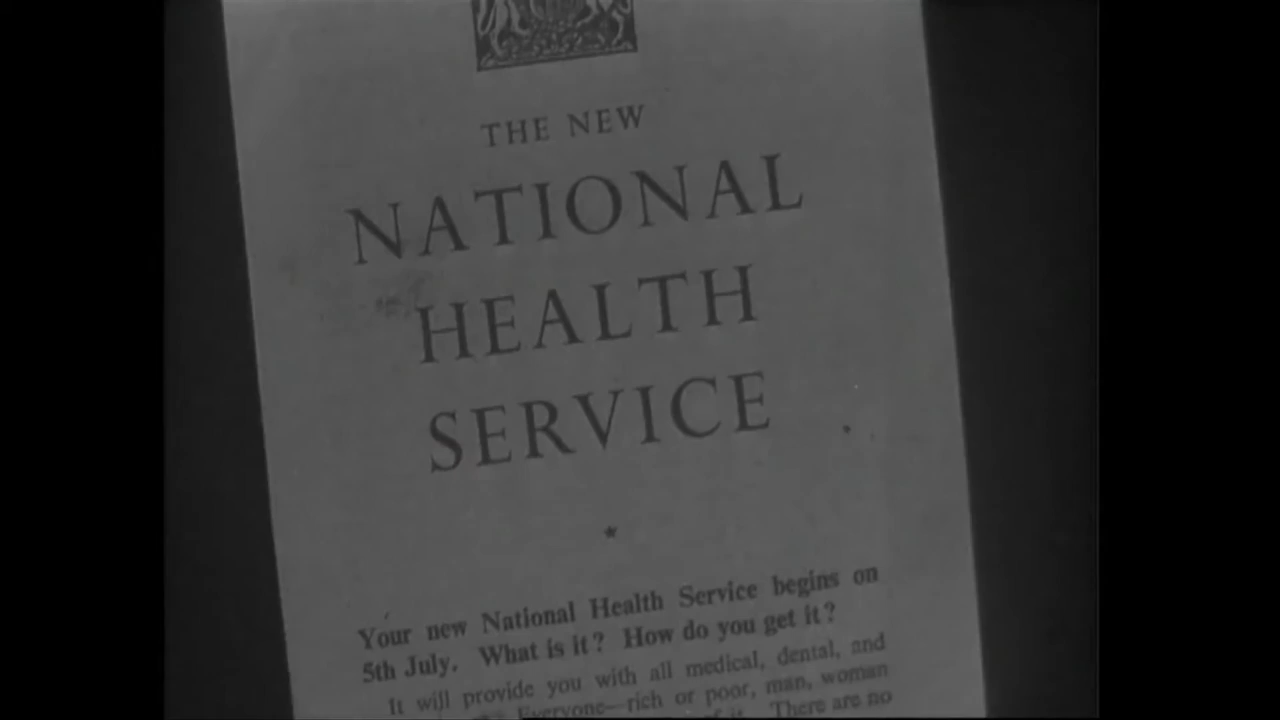 THE NEW
NATIONAL
HEALTH
SERVICE
Your new National Health Service begins on
5th July. What is it? How do you get it?
It will provide you with all medical, dental, and
Everyone—rich or poor, man, woman
of it. There are no